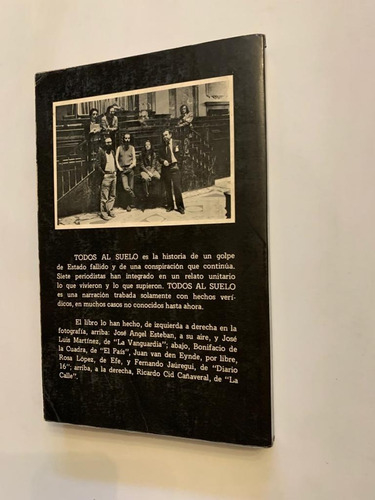 TODOS AL SUELO es la historia de un golpe
de Estado fallido y de una conspiración que continúa.
Siete periodistas han integrado en un relato unitario
lo que vivieron y lo que supieron. TODOS AL SUELO
es una narración trabada solamente con hechos verí-
dicos, en muchos casos no conocidos hasta ahora.
El libro lo han hecho, de izquierda a derecha en la
fotografía, arriba: José Angel Esteban, a su aire, y José
Luis Martínez, de "La Vanguardia"; abajo, Bonifacio de
la Cuadra, de "El País", Juan van den Eynde, por libre,
Rosa López, de Efe, y Fernando Jaúregui, de "Diario
16"; arriba, a la derecha, Ricardo Cid Cañaveral, de "La
Calle".